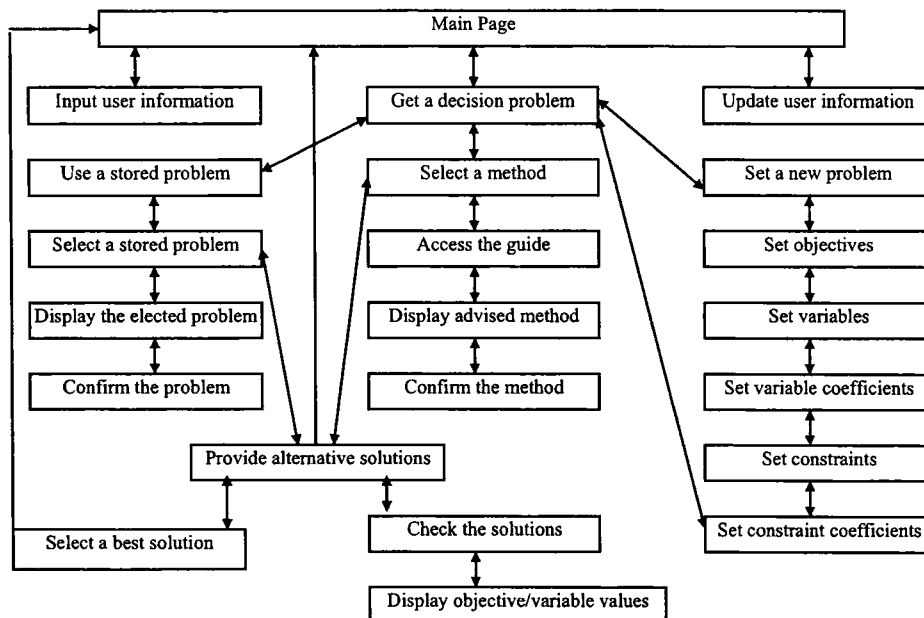 Main Page
Input user information
Get a decision problem
Update user information
Use a stored problem
Select a method
Set a new problem
Select a stored problem
Access the guide
Set objectives
Display the elected problem
Display advised method
Set variables
Confirm the problem
Confirm the method
Set variable coefficients
Provide alternative solutions
Set constraints
Select a best solution
Check the solutions
Set constraint coefficients
Display objective/variable values